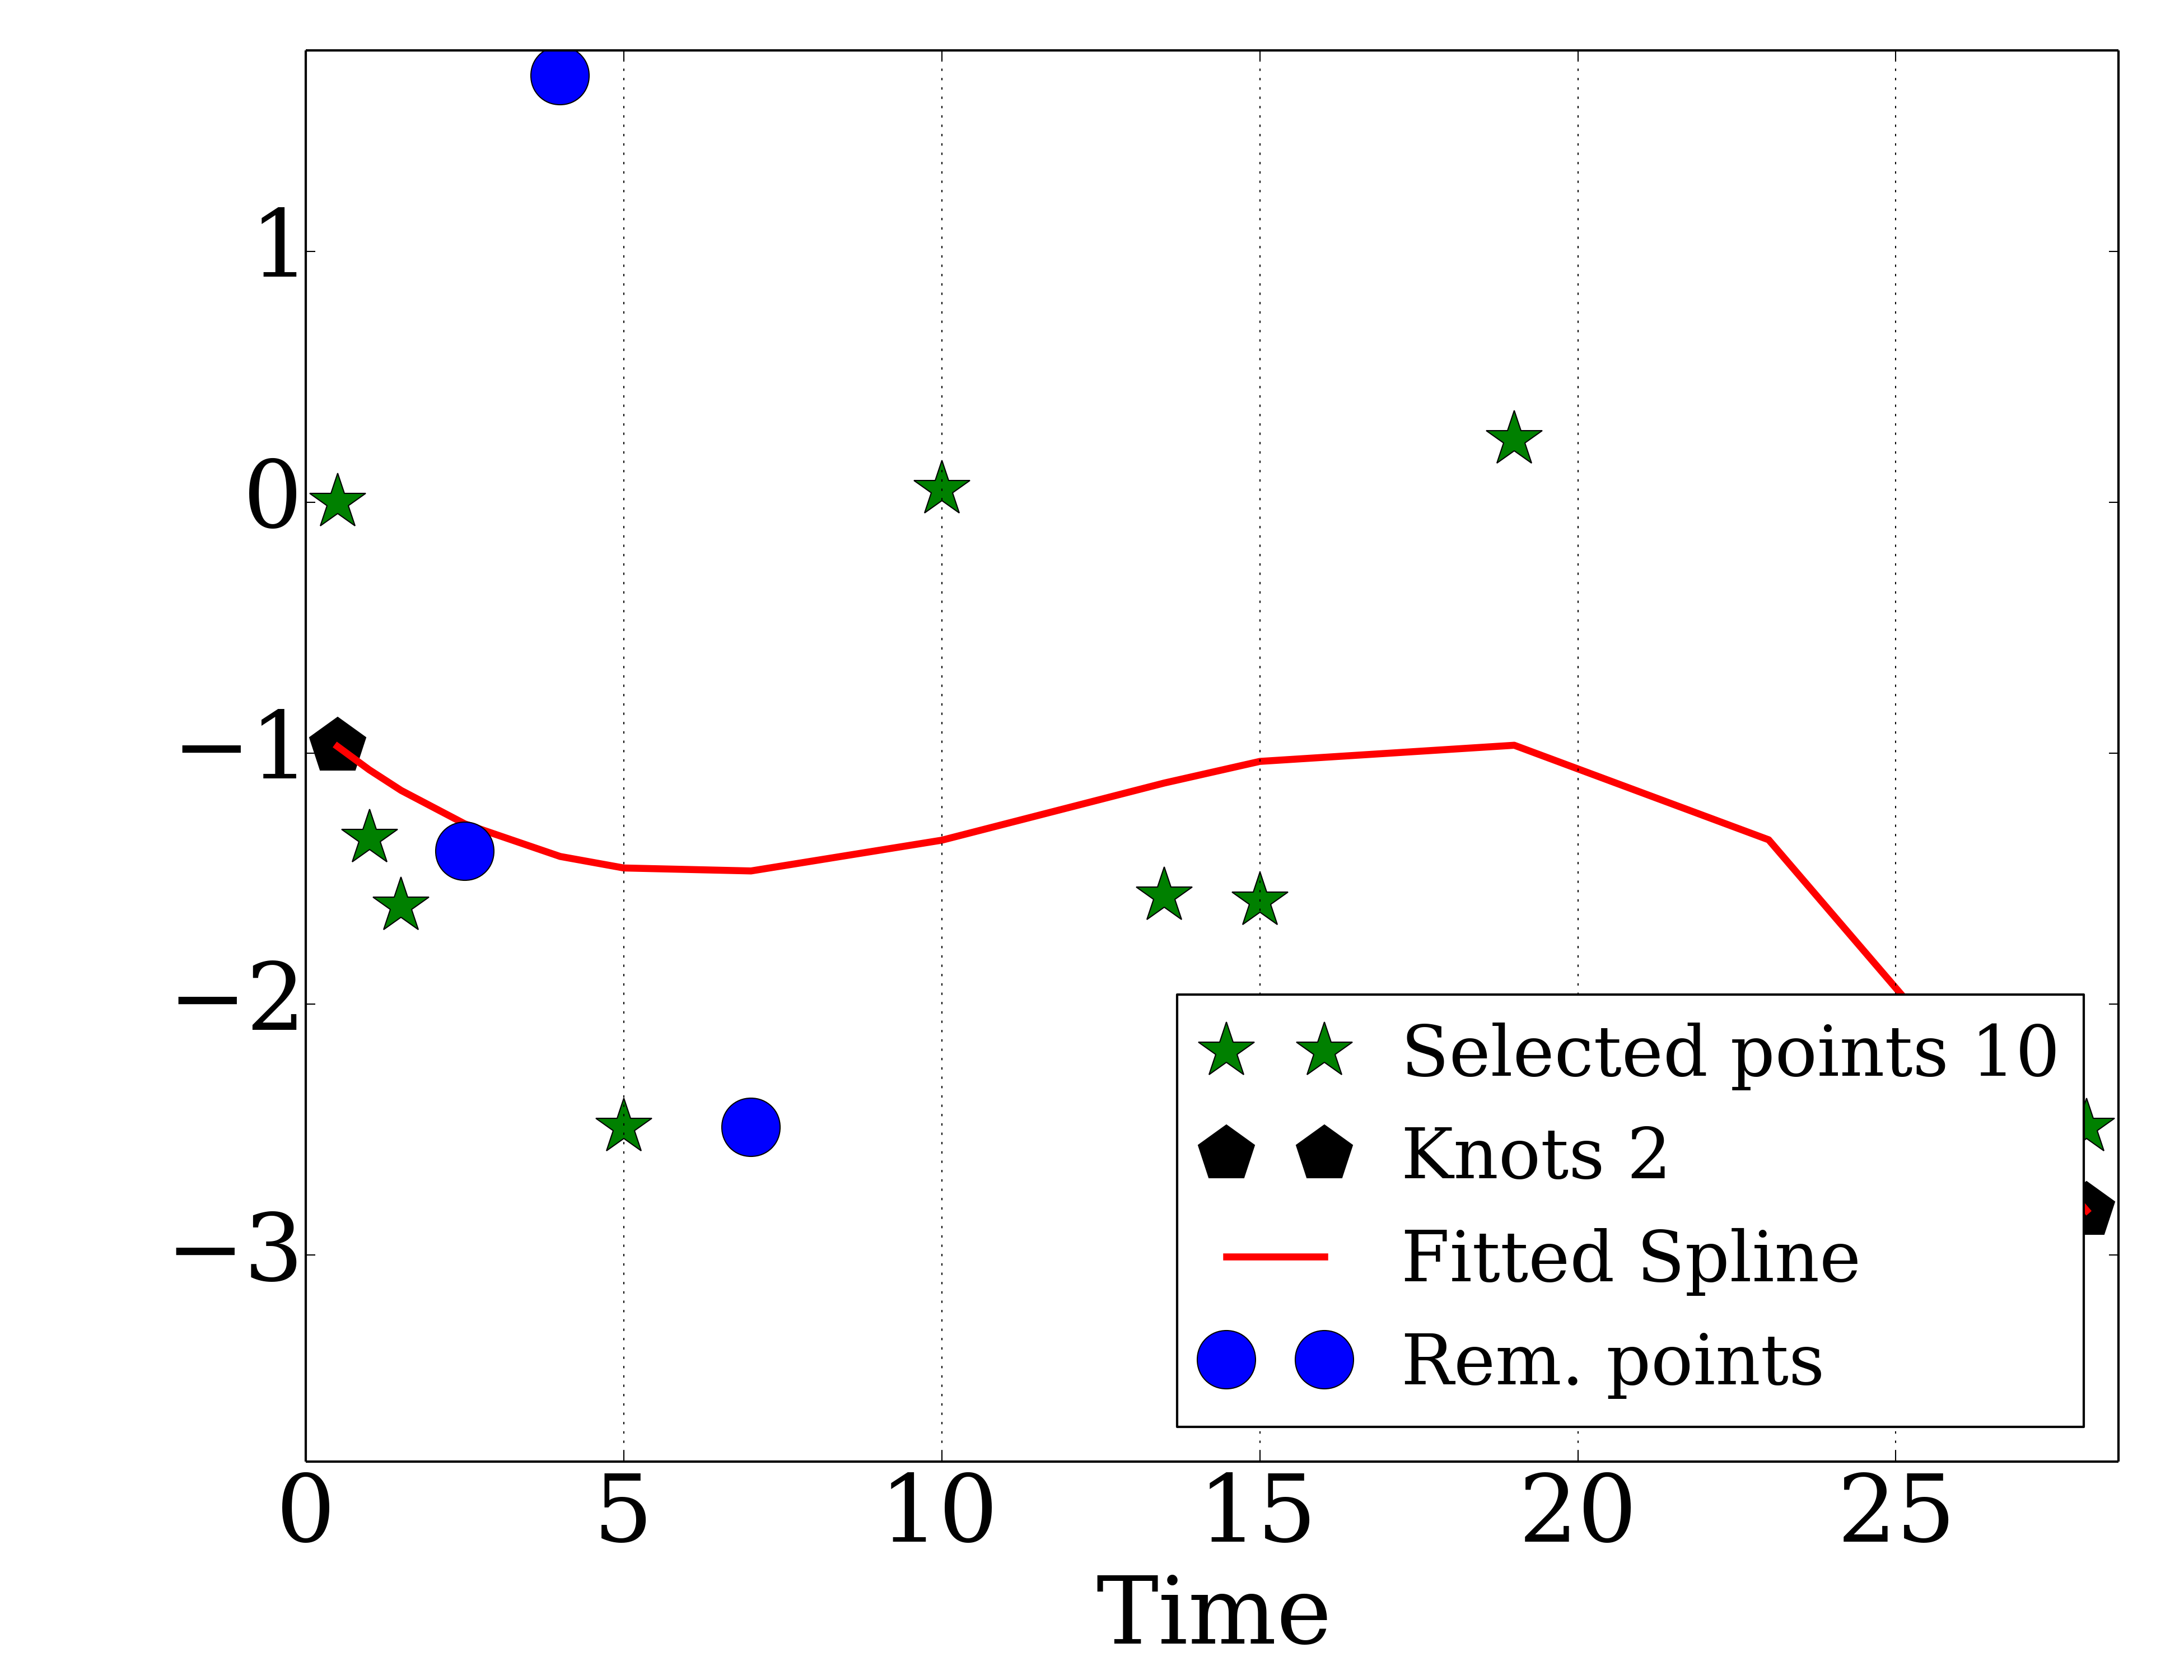 1
0
−1
−2
−3
Selected points 10
Knots 2
Fitted Spline
Rem. points
0 5 10 15 20 25
Time